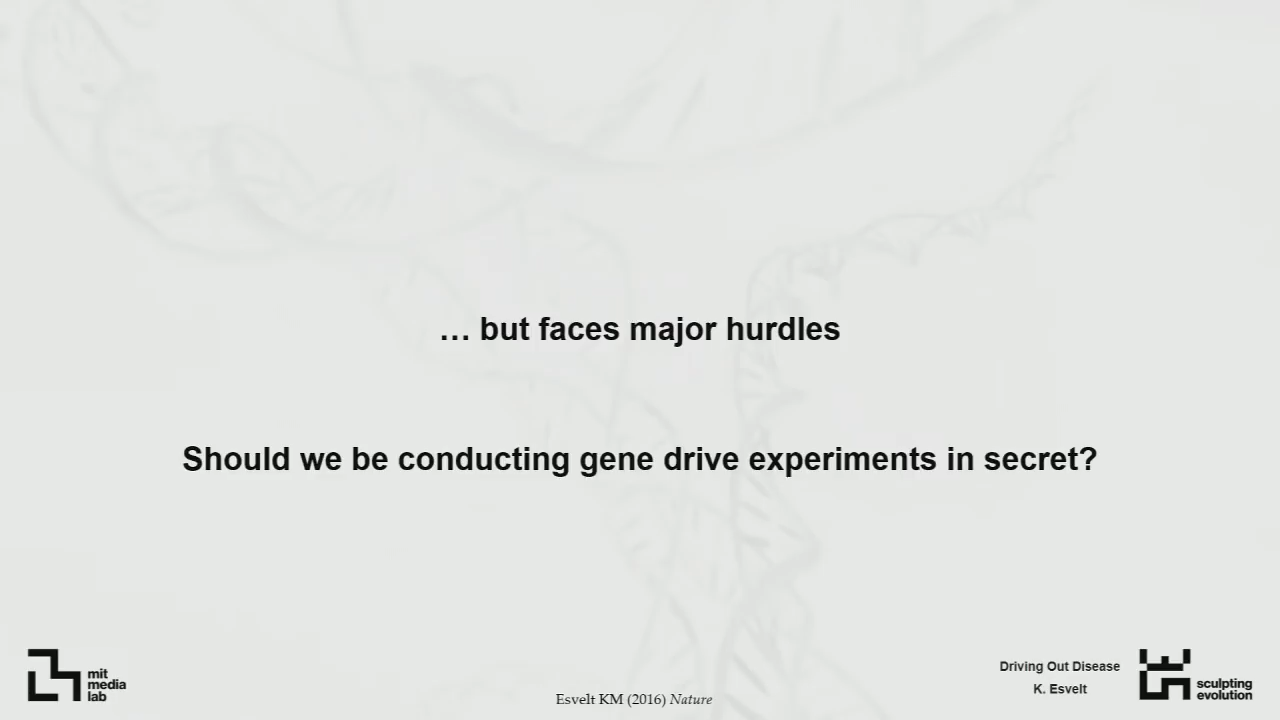 … but faces major hurdles
Should we be conducting gene drive experiments in secret?
mit
media
lab
Esvelt KM (2016) Nature
Driving Out Disease
K. Esvelt
sculpting
evolution